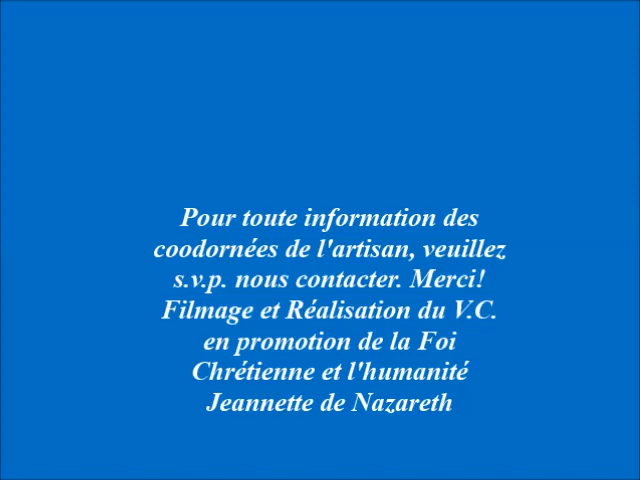 Pour toute information des
coodornées de l'artisan, veuillez
s.v.p. nous contacter. Merci!
Filmage et Réalisation du V.C.
en promotion de la Foi
Chrétienne et l'humanité
Jeannette de Nazareth